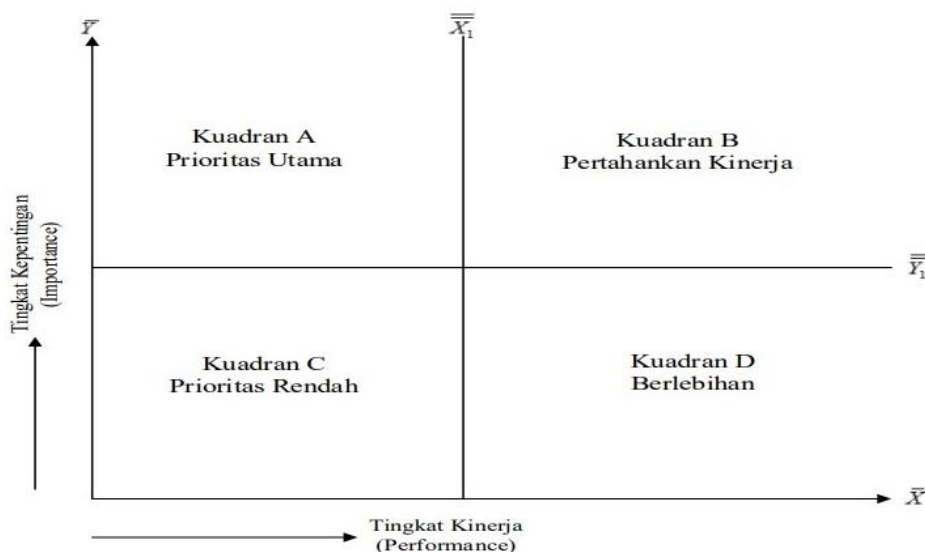 Y̅
X̿₁
Kuadran A
Prioritas Utama
Kuadran B
Pertahankan Kinerja
Tingkat Kepentingan
(Importance)
Y̿₁
Kuadran C
Prioritas Rendah
Kuadran D
Berlebihan
X̅
Tingkat Kinerja
(Performance)